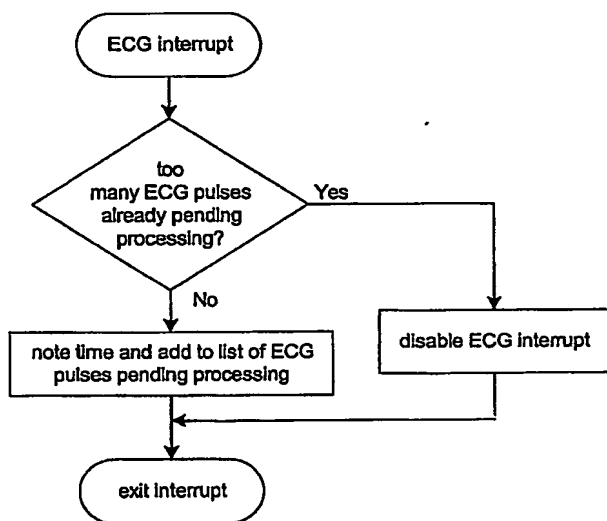 ECG interrupt
too
many ECG pulses
already pending
processing?
Yes
No
note time and add to list of ECG
pulses pending processing
disable ECG interrupt
exit interrupt